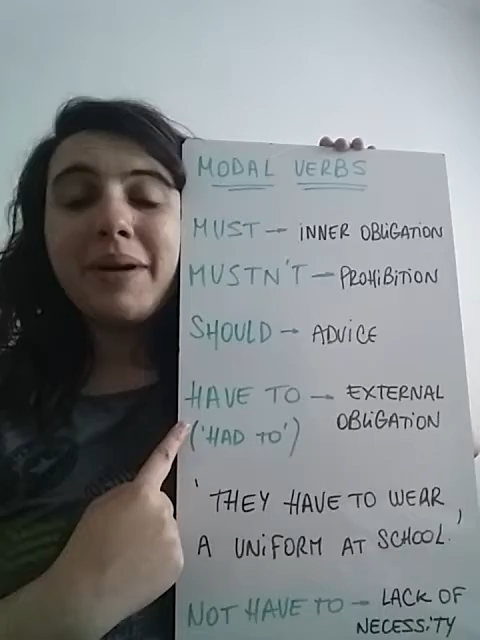 MODAL VERBS
MUST → INNER OBLIGATION
MUSTN'T → PROHIBITION
SHOULD → ADVICE
HAVE TO → EXTERNAL
OBLIGATION
('HAD TO')
'THEY HAVE TO WEAR
A UNIFORM AT SCHOOL.'
NOT HAVE TO → LACK OF
NECESSITY